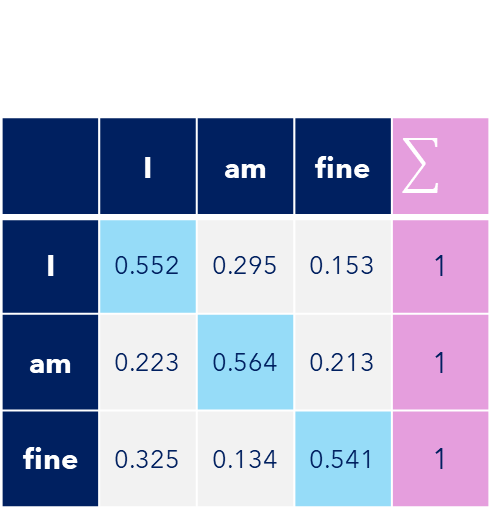 I am fine ∑
I 0.552 0.295 0.153 1
am 0.223 0.564 0.213 1
fine 0.325 0.134 0.541 1